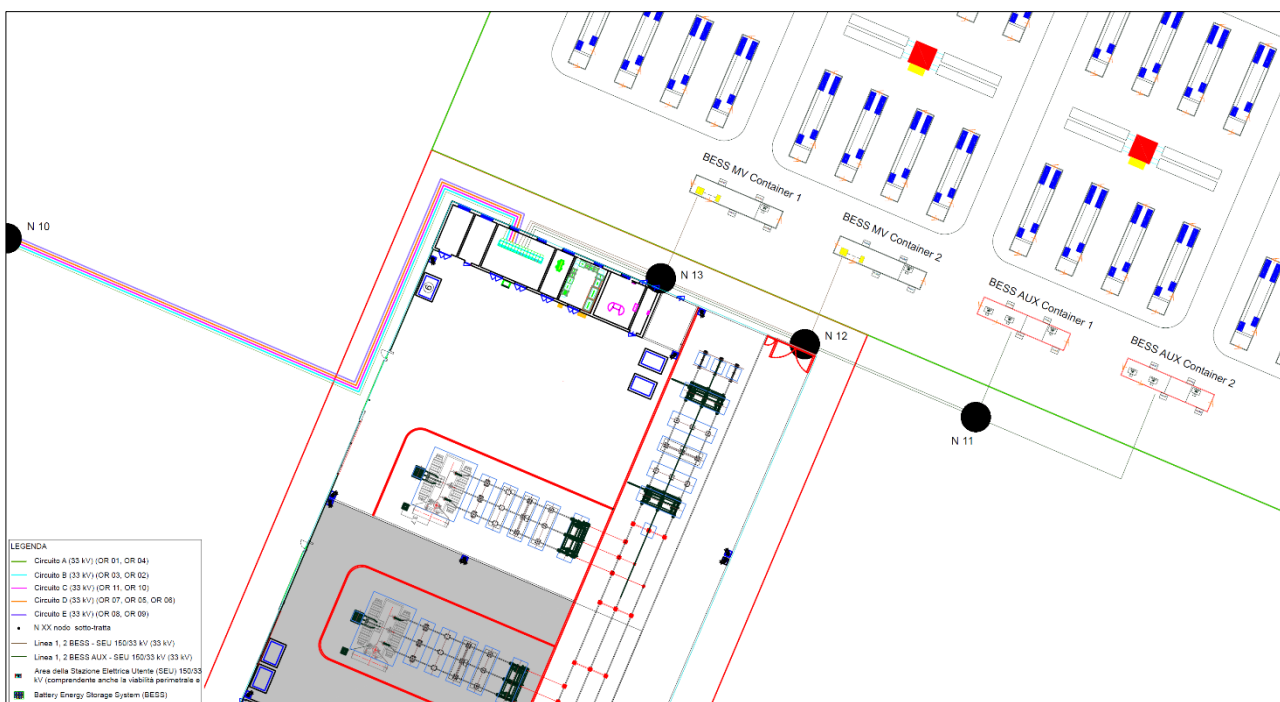 BESS MV Container 1
BESS MV Container 2
BESS AUX Container 1
BESS AUX Container 2
N 10
N 13
N 12
N 11
LEGENDA
Circuito A (33 kV) (OR 01, OR 04)
Circuito B (33 kV) (OR 03, OR 02)
Circuito C (33 kV) (OR 11, OR 10)
Circuito D (33 kV) (OR 07, OR 05, OR 06)
Circuito E (33 kV) (OR 08, OR 09)
N XX nodo sotto-tratta
Linea 1, 2 BESS - SEU 150/33 kV (33 kV)
Linea 1, 2 BESS AUX - SEU 150/33 kV (33 kV)
Area della Stazione Elettrica Utente (SEU) 150/33
kV (comprendente anche la viabilità perimetrale e
Battery Energy Storage System (BESS)